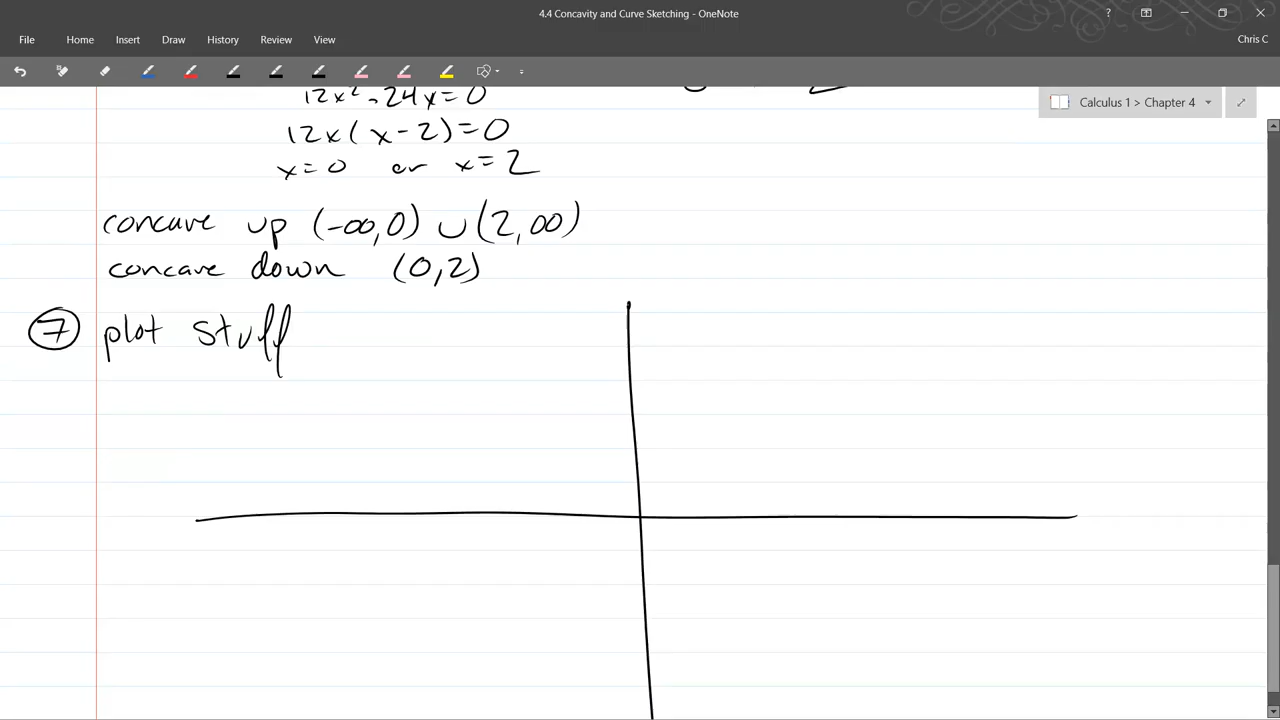 4.4 Concavity and Curve Sketching - OneNote
File Home Insert Draw History Review View
Chris C
Calculus 1 > Chapter 4
12x² - 24x = 0
12x(x-2) = 0
x = 0 or x = 2
concave up (-∞,0) ∪ (2,∞)
concave down (0,2)
⑦ plot stuff